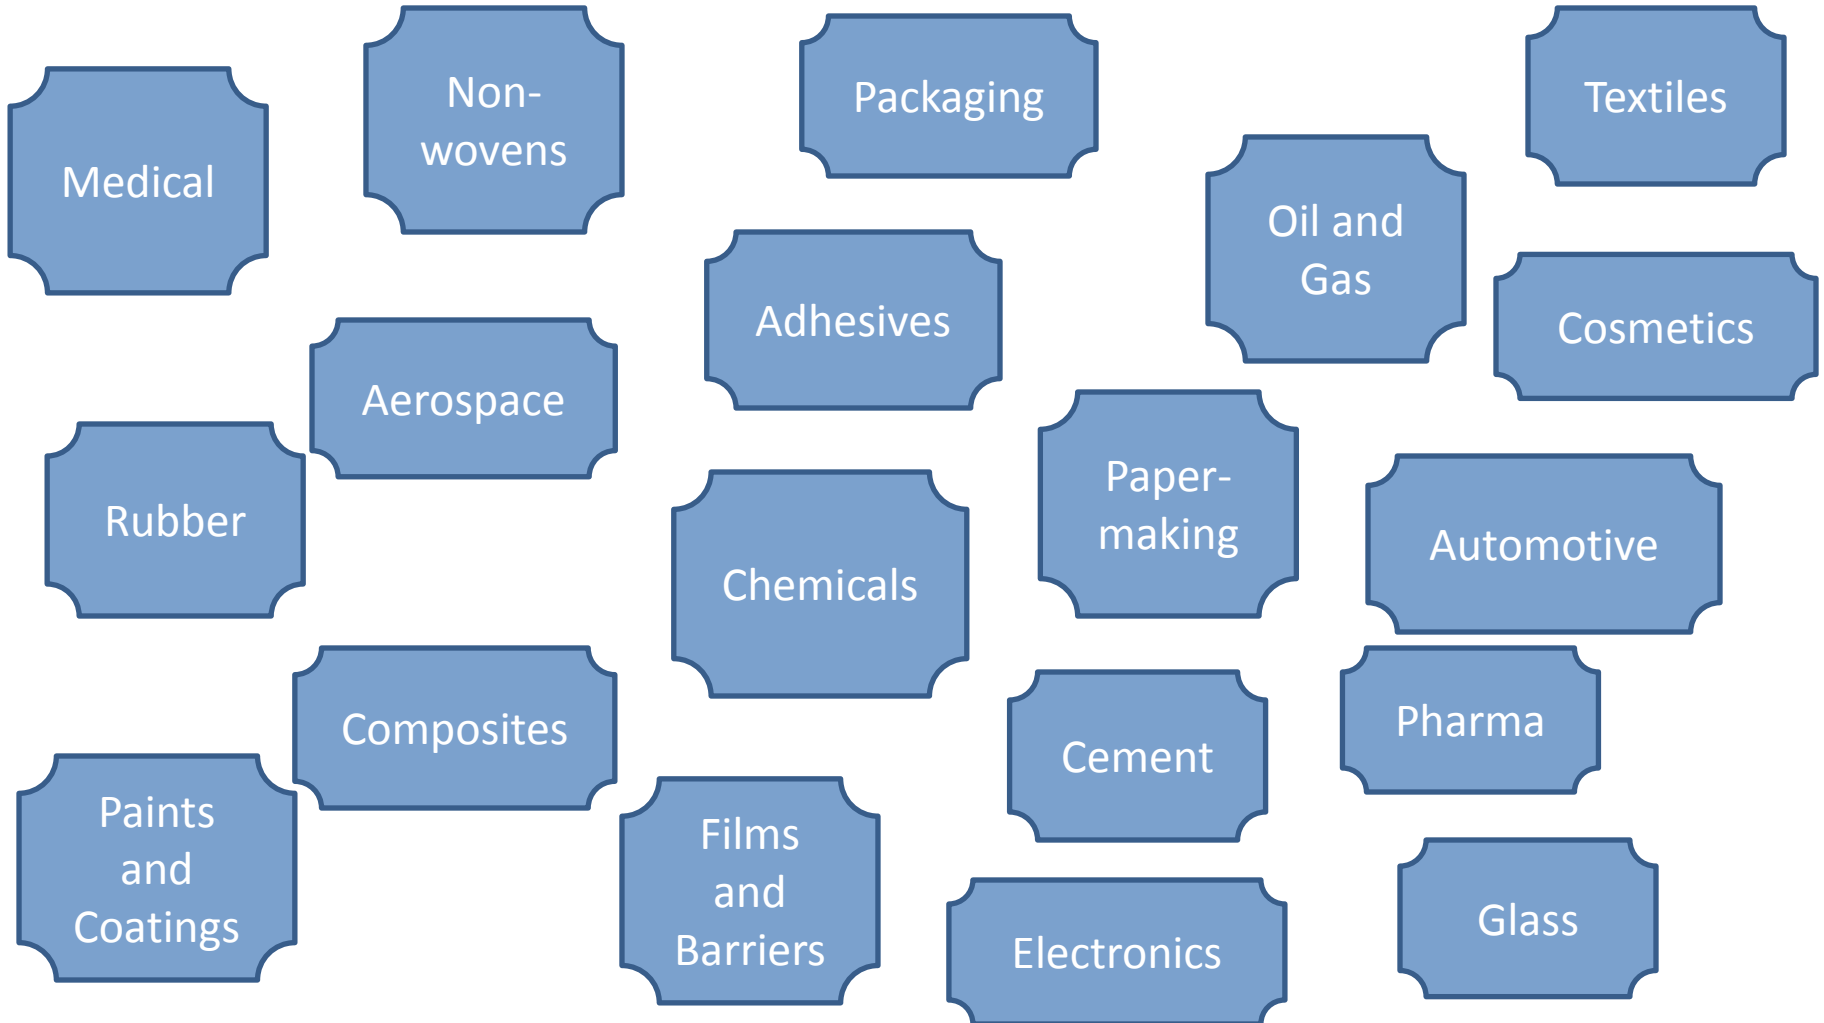 Non-
wovens
Packaging
Textiles
Medical
Oil and
Gas
Adhesives
Cosmetics
Aerospace
Paper-
making
Rubber
Automotive
Chemicals
Composites
Pharma
Cement
Paints
and
Coatings
Films
and
Barriers
Glass
Electronics